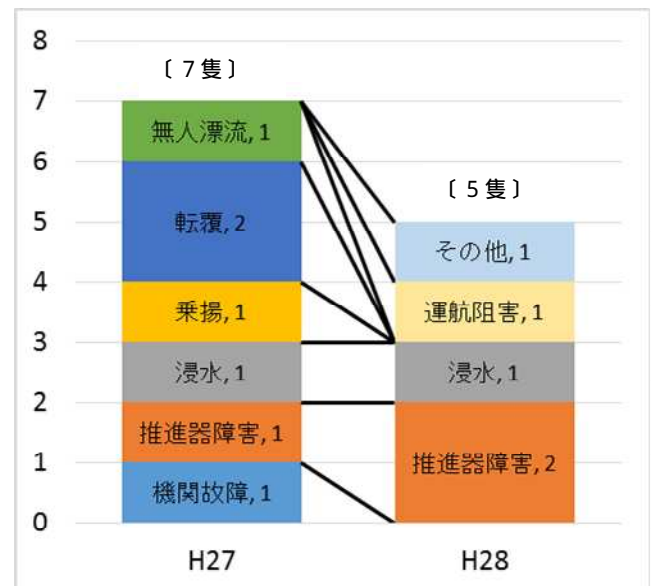 8
7
6
5
4
3
2
1
0
〔７隻〕
無人漂流, 1
転覆, 2
乗揚, 1
浸水, 1
推進器障害, 1
機関故障, 1
〔５隻〕
その他, 1
運航阻害, 1
浸水, 1
推進器障害, 2
H27
H28